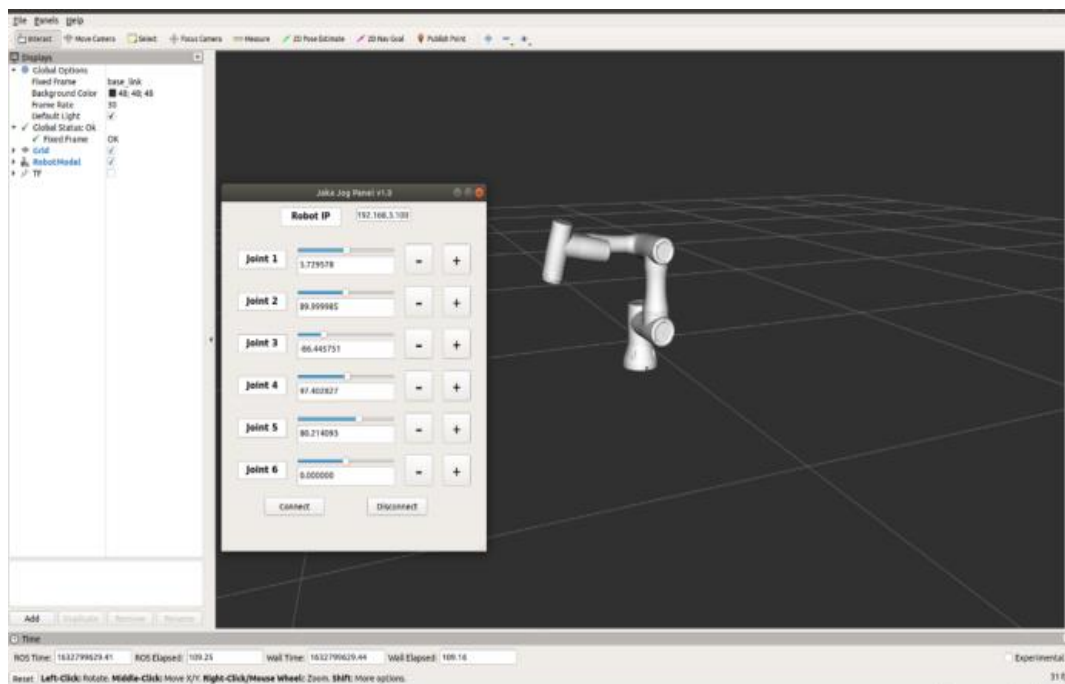 File Panels Help
Interact Move Camera Select Focus Camera Measure 2D Pose Estimate 2D Nav Goal Publish Point
Displays
Global Options
Fixed Frame base_link
Background Color 48; 48; 48
Frame Rate 30
Default Light
Global Status: Ok
Fixed Frame OK
Grid
RobotModel
TF
Jaka Jog Panel v1.0
Robot IP 192.168.3.100
Joint 1 5.729578 - +
Joint 2 89.999985 - +
Joint 3 -86.445751 - +
Joint 4 97.402827 - +
Joint 5 80.214093 - +
Joint 6 0.000000 - +
Connect Disconnect
Add Duplicate Remove Rename
Time
ROS Time: 1632799629.41 ROS Elapsed: 109.25 Wall Time: 1632799629.44 Wall Elapsed: 109.16 Experimental
Reset Left-Click: Rotate. Middle-Click: Move X/Y. Right-Click/Mouse Wheel: Zoom. Shift: More options.